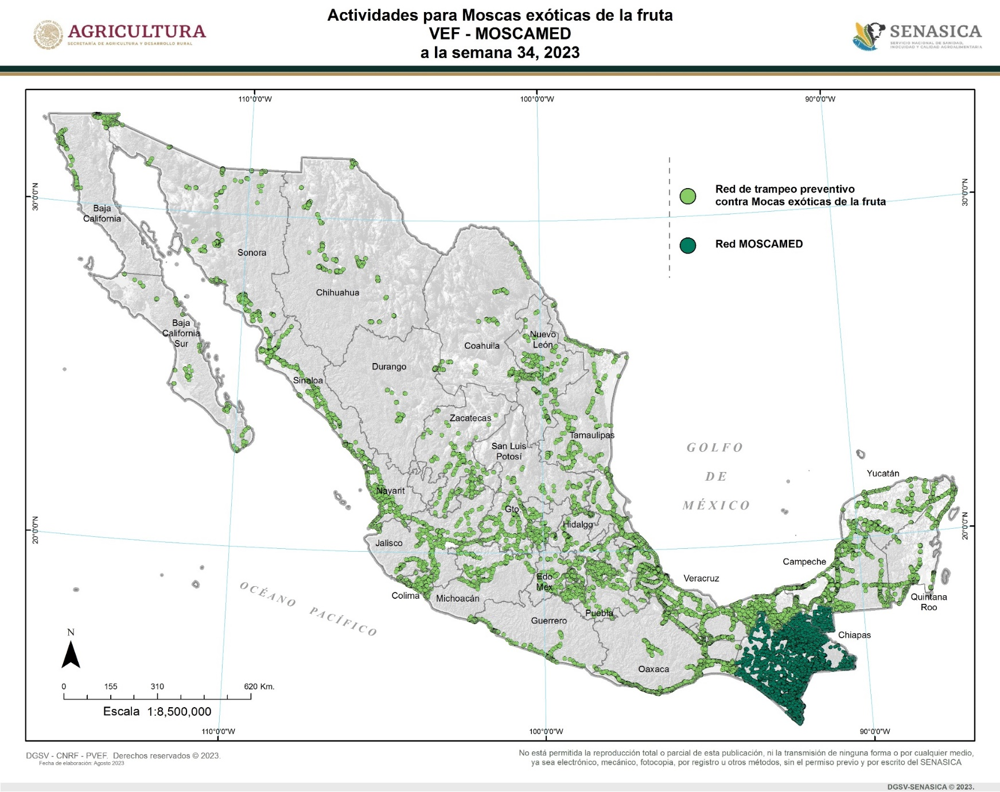 AGRICULTURA
SECRETARÍA DE AGRICULTURA Y DESARROLLO RURAL
Actividades para Moscas exóticas de la fruta
VEF - MOSCAMED
a la semana 34, 2023
SENASICA
SERVICIO NACIONAL DE SANIDAD,
INOCUIDAD Y CALIDAD AGROALIMENTARIA
110°0'0"W
100°0'0"W
90°0'0"W
30°0'0"N
30°0'0"N
Red de trampeo preventivo
contra Mocas exóticas de la fruta
Red MOSCAMED
Baja
California
Sonora
Chihuahua
Baja
California
Sur
Coahuila
Nuevo
León
Durango
Sinaloa
Zacatecas
Tamaulipas
San Luis
Potosí
GOLFO
DE
MÉXICO
Yucatán
Nayarit
Gto.
Hidalgo
20°0'0"N
20°0'0"N
Jalisco
Campeche
Edo
Mex
Veracruz
Colima
Michoacán
Quintana
Roo
OCÉANO PACÍFICO
Puebla
Guerrero
Chiapas
Oaxaca
N
0 155 310 620 Km.
Escala 1:8,500,000
110°0'0"W
100°0'0"W
90°0'0"W
DGSV - CNRF - PVEF. Derechos reservados © 2023.
Fecha de elaboración: Agosto 2023
No está permitida la reproducción total o parcial de esta publicación, ni la transmisión de ninguna forma o por cualquier medio,
ya sea electrónico, mecánico, fotocopia, por registro u otros métodos, sin el permiso previo y por escrito del SENASICA
DGSV-SENASICA © 2023.